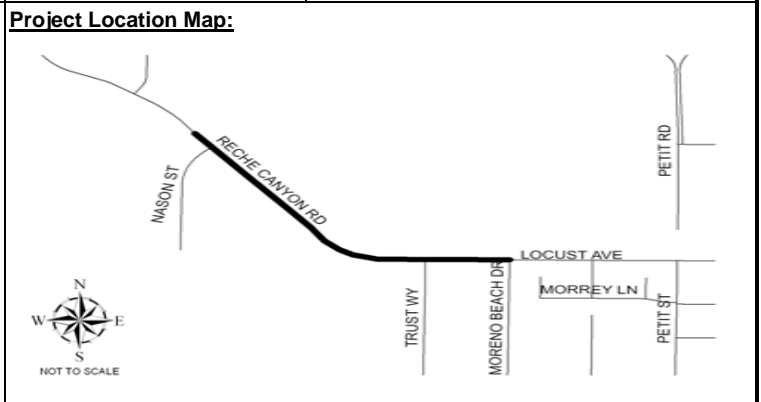 Project Location Map:
RECHE CANYON RD
NASON ST
PETIT RD
LOCUST AVE
MORREY LN
TRUST WY
MORENO BEACH DR
PETIT ST
N
W
E
S
NOT TO SCALE